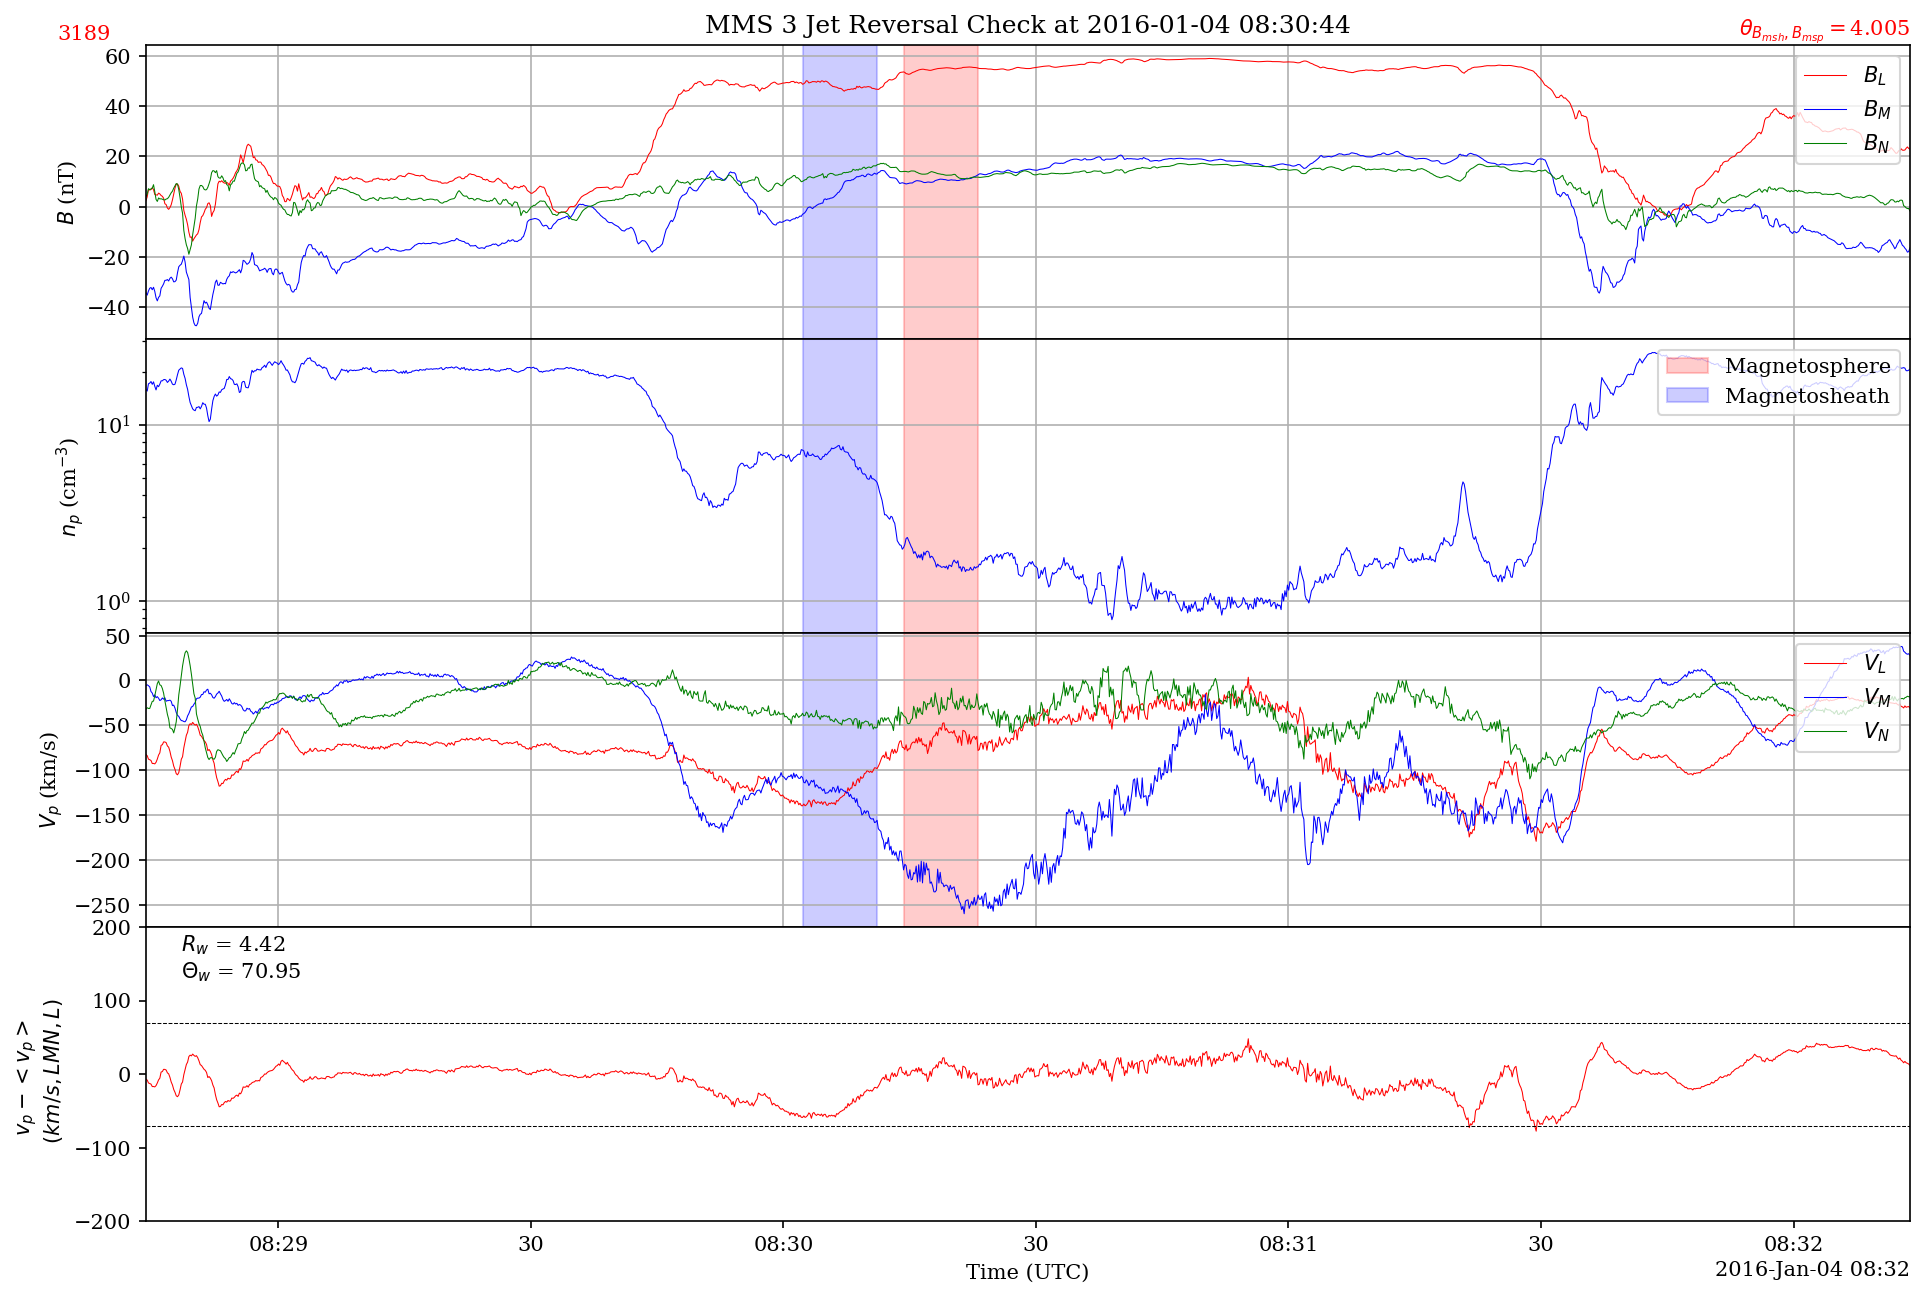 MMS 3 Jet Reversal Check at 2016-01-04 08:30:44
3189
θ_{B_{msh}, B_{msp}} = 4.005
60
40
20
0
−20
−40
B (nT)
B_L
B_M
B_N
10^1
10^0
n_p (cm^{−3})
Magnetosphere
Magnetosheath
50
0
−50
−100
−150
−200
−250
V_p (km/s)
V_L
V_M
V_N
200
100
0
−100
−200
v_p − <v_p>
(km/s, LMN, L)
R_w = 4.42
Θ_w = 70.95
08:29 30 08:30 30 08:31 30 08:32
Time (UTC)
2016-Jan-04 08:32